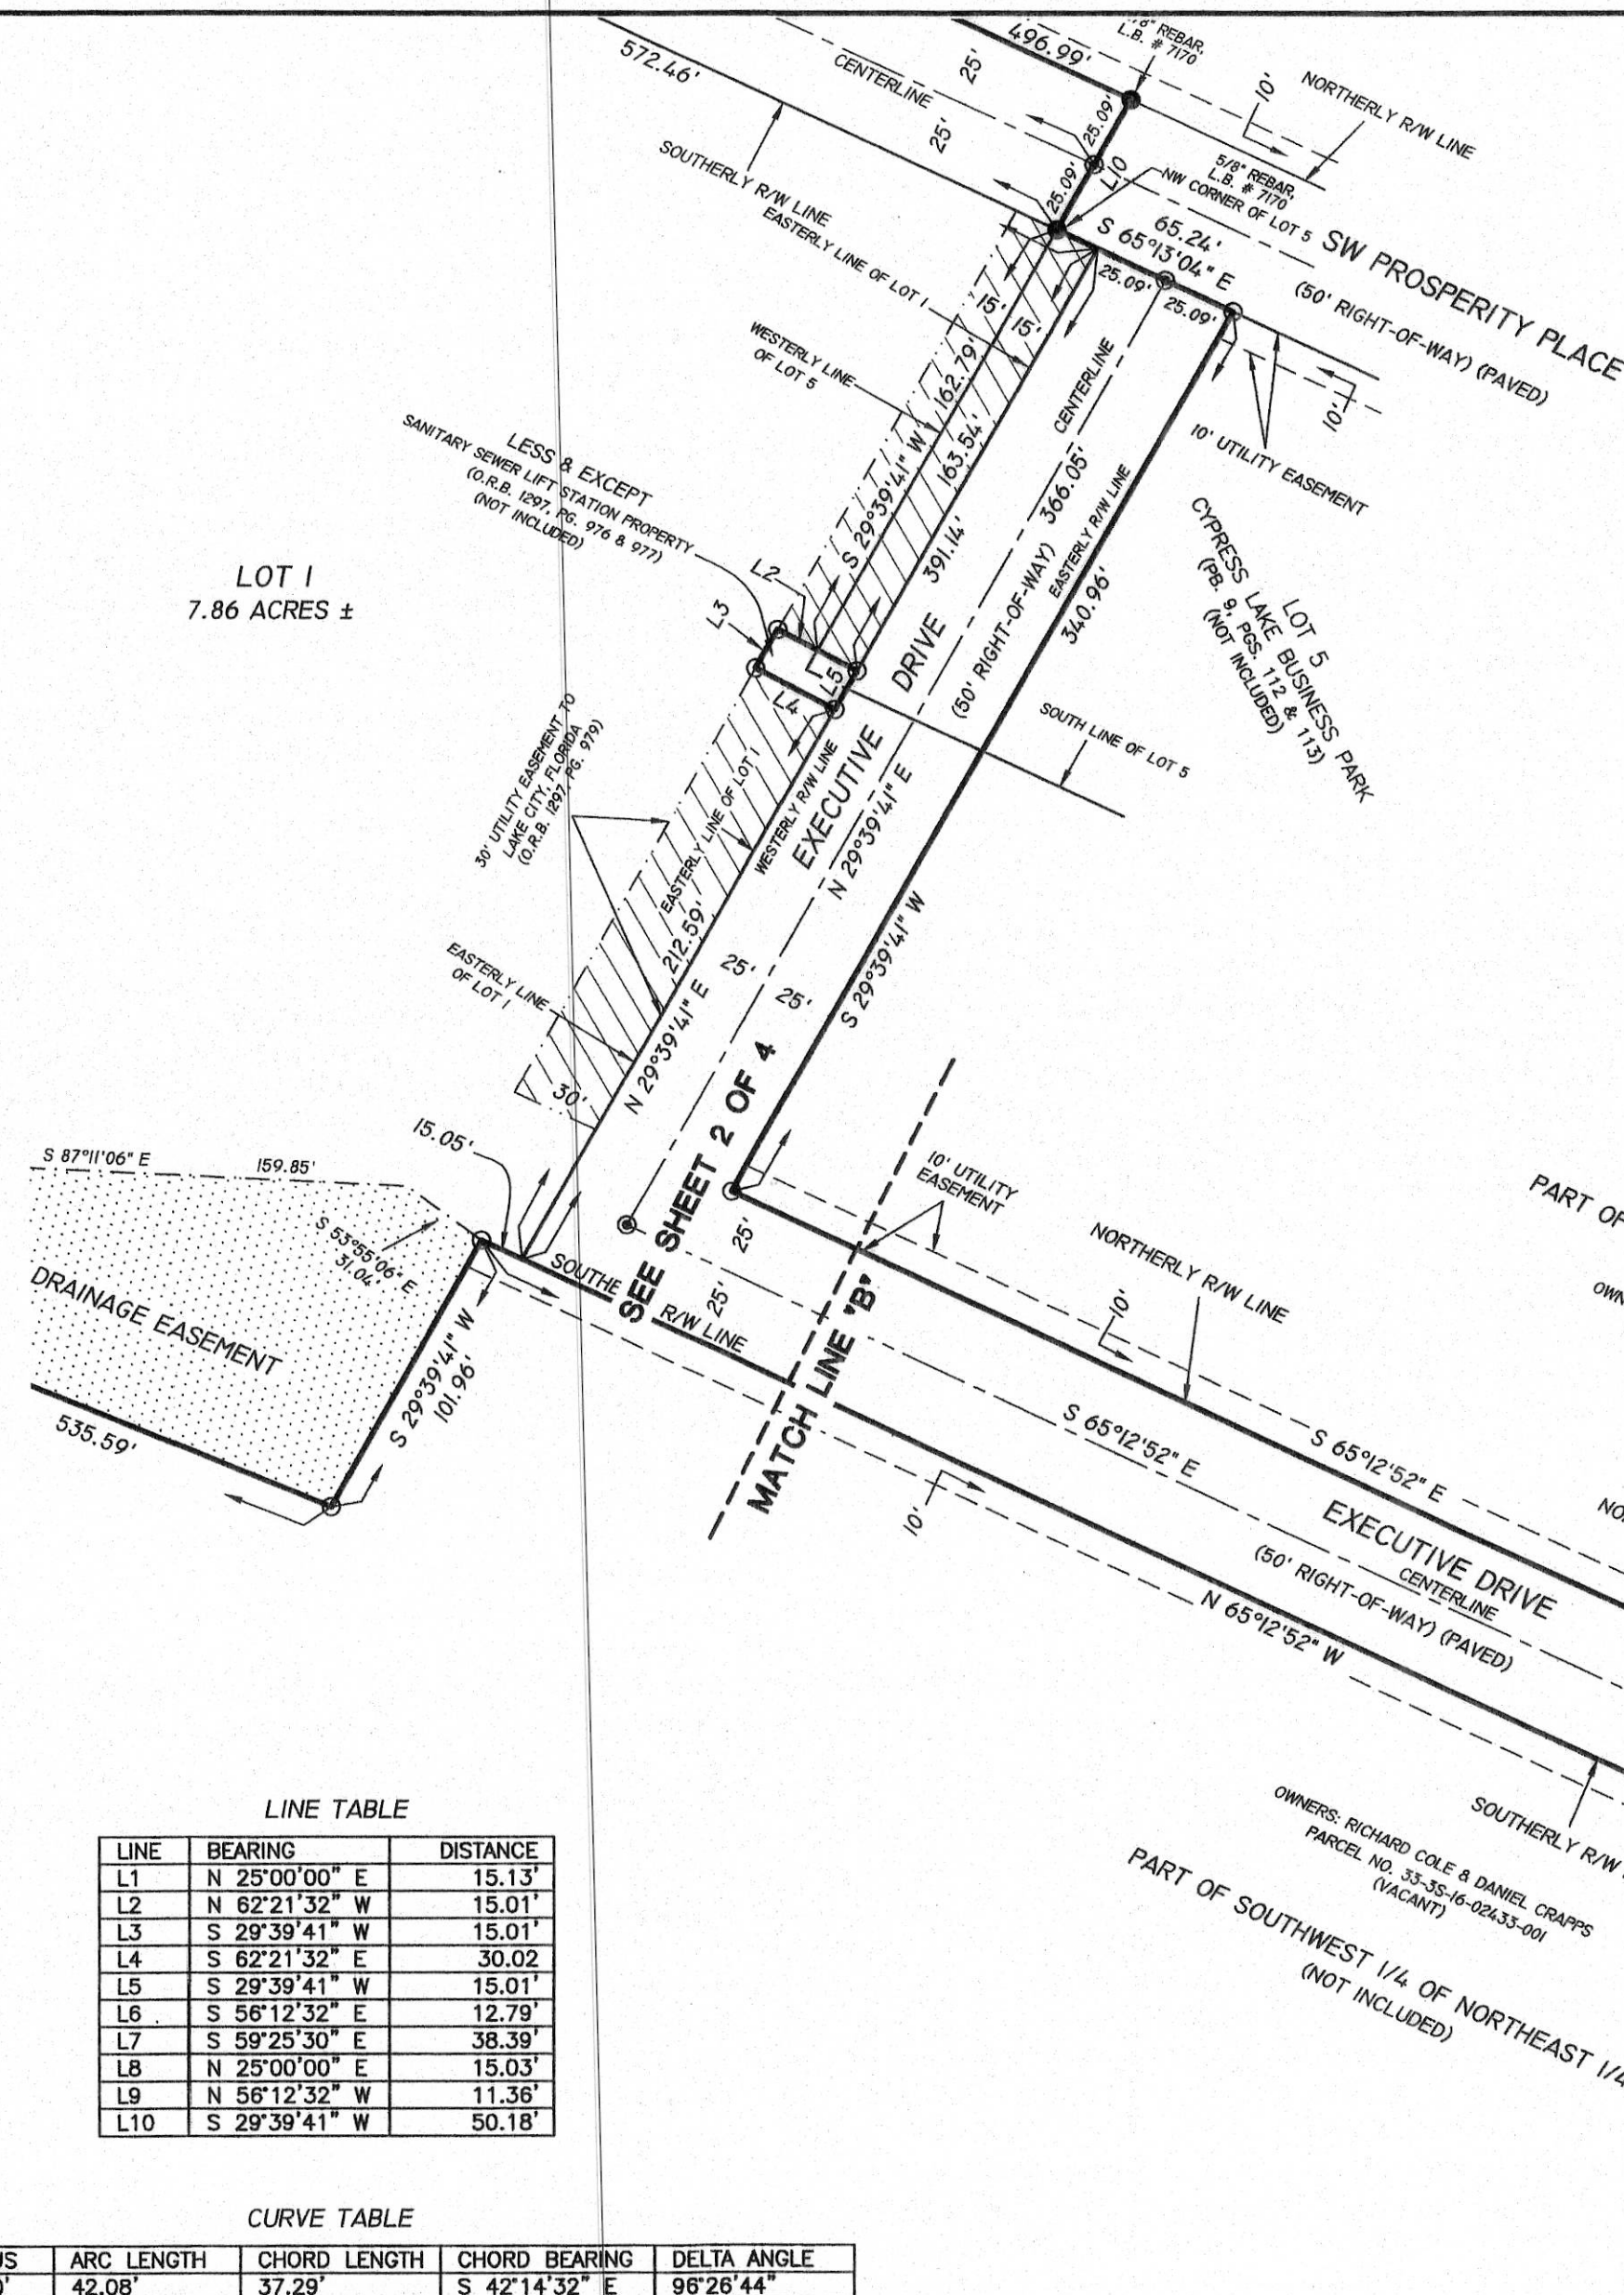 496.99'
REBAR,
L.B. # 7170
572.46'
CENTERLINE
25'
25'
10'
NORTHERLY R/W LINE
SOUTHERLY R/W LINE
25.09'
25.09'
L10
5/8" REBAR,
L.B. # 7170
NW CORNER OF LOT 5
EASTERLY LINE OF LOT 1
65.24'
S 65°13'04" E
25.09'
25.09'
SW PROSPERITY PLACE
(50' RIGHT-OF-WAY) (PAVED)
15'
15'
WESTERLY LINE
OF LOT 5
162.79'
S 29°39'41" W
163.54'
391.14'
CENTERLINE
366.05'
(50' RIGHT-OF-WAY)
EASTERLY R/W LINE
340.96'
10'
10' UTILITY EASEMENT
LESS & EXCEPT
SANITARY SEWER LIFT STATION PROPERTY
(O.R.B. 1297, PG. 976 & 977)
(NOT INCLUDED)
LOT 5
CYPRESS LAKE BUSINESS PARK
(PB. 9, PGS. 112 & 113)
(NOT INCLUDED)
LOT 1
7.86 ACRES ±
L2
L3
L4
L5
EXECUTIVE DRIVE
SOUTH LINE OF LOT 5
30' UTILITY EASEMENT TO
LAKE CITY, FLORIDA
(O.R.B. 1297, PG. 979)
EASTERLY LINE OF LOT 1
WESTERLY R/W LINE
N 29°39'41" E
S 29°39'41" W
212.59'
N 29°39'41" E
25'
25'
EASTERLY LINE
OF LOT 1
30'
15.05'
S 87°11'06" E
159.85'
S 53°55'06" E
31.04'
DRAINAGE EASEMENT
535.59'
S 29°39'41" W
101.96'
SOUTHE
R/W LINE
SEE SHEET 2 OF 4
MATCH LINE "B"
25'
25'
10' UTILITY
EASEMENT
NORTHERLY R/W LINE
10'
PART OF
OWN
S 65°12'52" E
S 65°12'52" E
EXECUTIVE DRIVE
CENTERLINE
(50' RIGHT-OF-WAY) (PAVED)
N 65°12'52" W
10'
SOUTHERLY R/W
OWNERS: RICHARD COLE & DANIEL CRAPPS
PARCEL NO. 33-3S-16-02433-001
(VACANT)
PART OF SOUTHWEST 1/4 OF NORTHEAST 1/4
(NOT INCLUDED)
LINE TABLE
LINE BEARING DISTANCE
L1 N 25°00'00" E 15.13'
L2 N 62°21'32" W 15.01'
L3 S 29°39'41" W 15.01'
L4 S 62°21'32" E 30.02
L5 S 29°39'41" W 15.01'
L6 S 56°12'32" E 12.79'
L7 S 59°25'30" E 38.39'
L8 N 25°00'00" E 15.03'
L9 N 56°12'32" W 11.36'
L10 S 29°39'41" W 50.18'
CURVE TABLE
ARC LENGTH CHORD LENGTH CHORD BEARING DELTA ANGLE
42.08' 37.29' S 42°14'32" E 96°26'44"